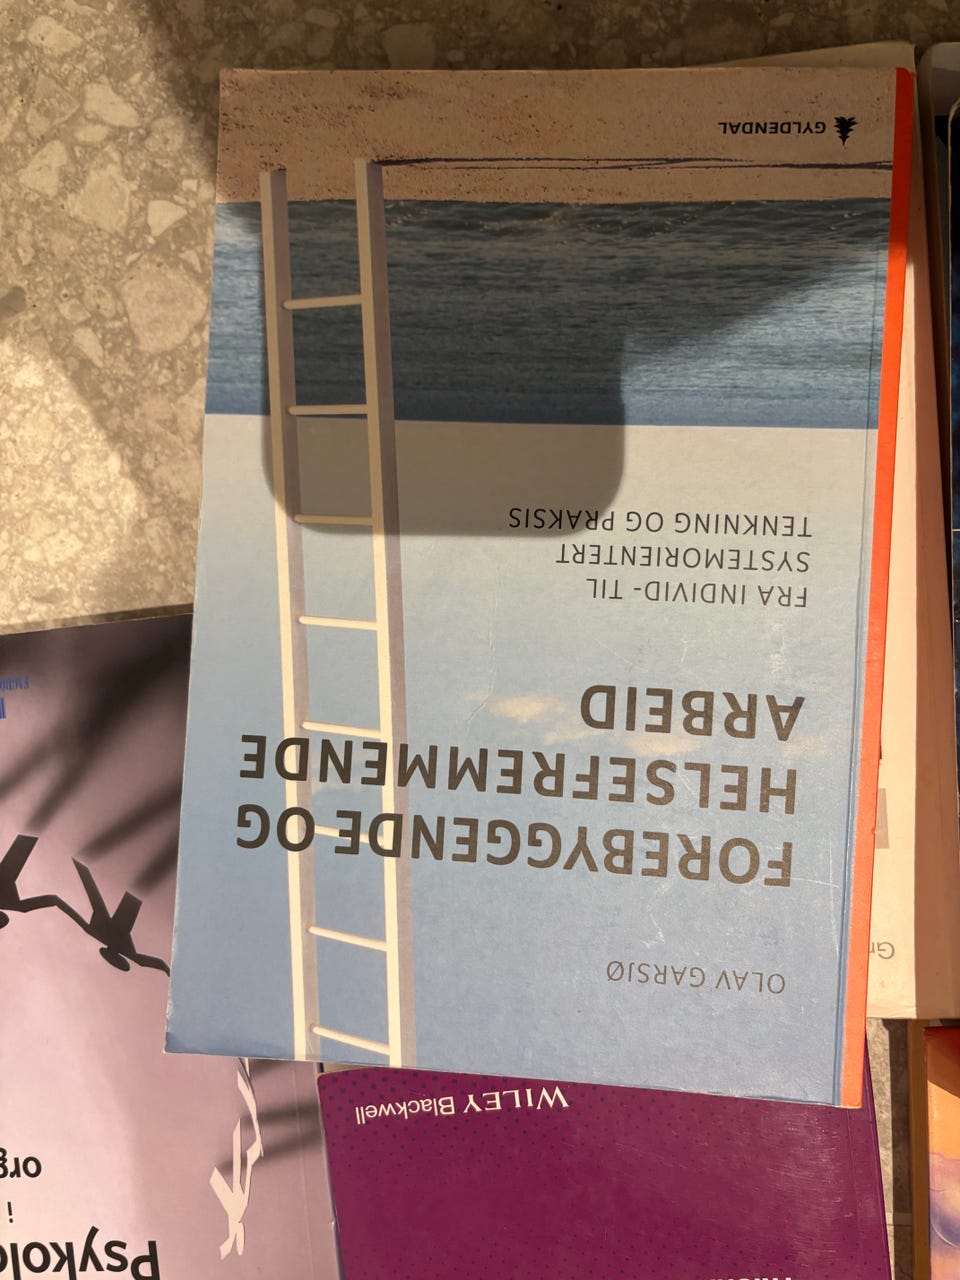 OLAV GARSJØ
FOREBYGGENDE OG
HELSEFREMMENDE
ARBEID
FRA INDIVID- TIL
SYSTEMORIENTERT
TENKNING OG PRAKSIS
GYLDENDAL
WILEY Blackwell
i